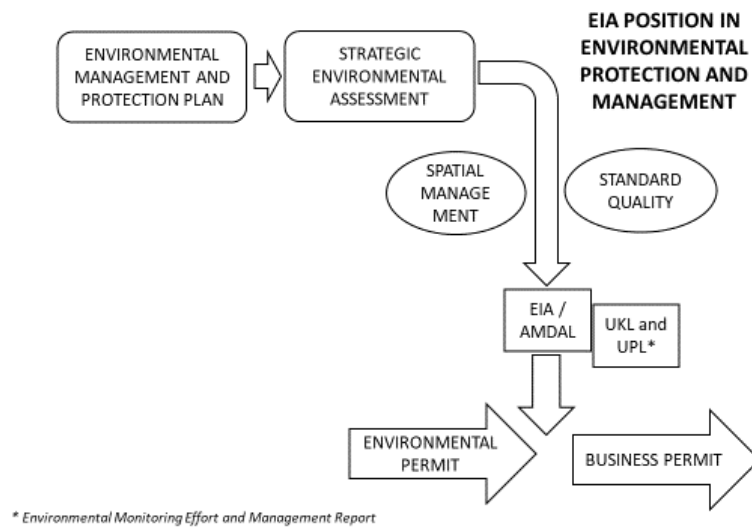 EIA POSITION IN
ENVIRONMENTAL
PROTECTION AND
MANAGEMENT
ENVIRONMENTAL
MANAGEMENT AND
PROTECTION PLAN
STRATEGIC
ENVIRONMENTAL
ASSESSMENT
SPATIAL
MANAGE
MENT
STANDARD
QUALITY
EIA /
AMDAL
UKL and
UPL*
ENVIRONMENTAL
PERMIT
BUSINESS PERMIT
* Environmental Monitoring Effort and Management Report